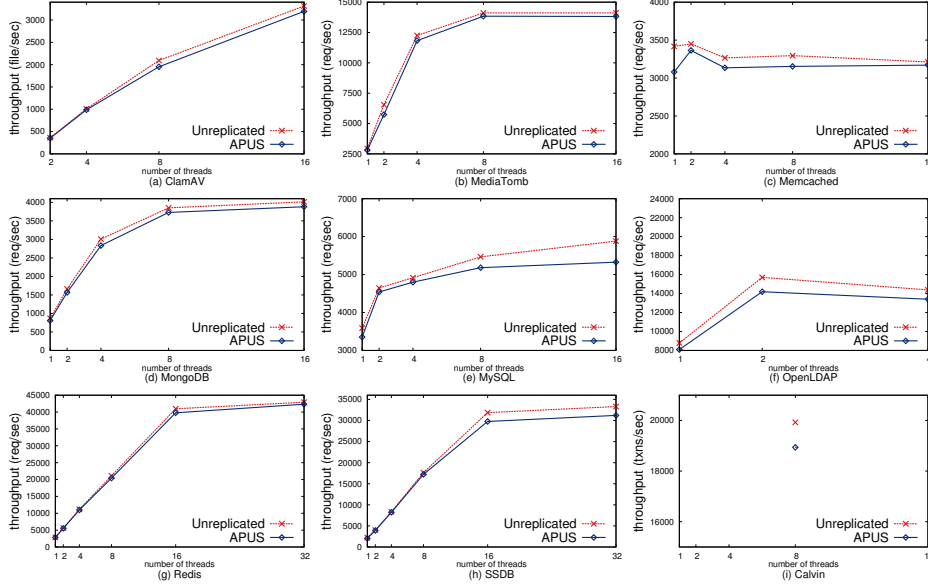 throughput (file/sec)
3000
2500
2000
1500
1000
500
0
Unreplicated
APUS
2 4 8 16
number of threads
(a) ClamAV
throughput (req/sec)
15000
12500
10000
7500
5000
2500
Unreplicated
APUS
1 2 4 8 16
number of threads
(b) MediaTomb
throughput (req/sec)
4000
3600
3300
3000
2700
2400
2000
Unreplicated
APUS
1 2 4 8 1
number of threads
(c) Memcached
throughput (req/sec)
4000
3500
3000
2500
2000
1500
1000
500
0
Unreplicated
APUS
1 2 4 8 16
number of threads
(d) MongoDB
throughput (req/sec)
7000
6000
5000
4000
3000
Unreplicated
APUS
1 2 4 8 16
number of threads
(e) MySQL
throughput (req/sec)
24000
22000
20000
18000
16000
14000
12000
10000
8000
Unreplicated
APUS
1 2 4
number of threads
(f) OpenLDAP
throughput (req/sec)
45000
40000
35000
30000
25000
20000
15000
10000
5000
0
Unreplicated
APUS
1 2 4 8 16 32
number of threads
(g) Redis
throughput (req/sec)
35000
30000
25000
20000
15000
10000
5000
0
Unreplicated
APUS
1 2 4 8 16 32
number of threads
(h) SSDB
throughput (txns/sec)
20000
18000
16000
Unreplicated
APUS
1 2 4 8 1
number of threads
(i) Calvin